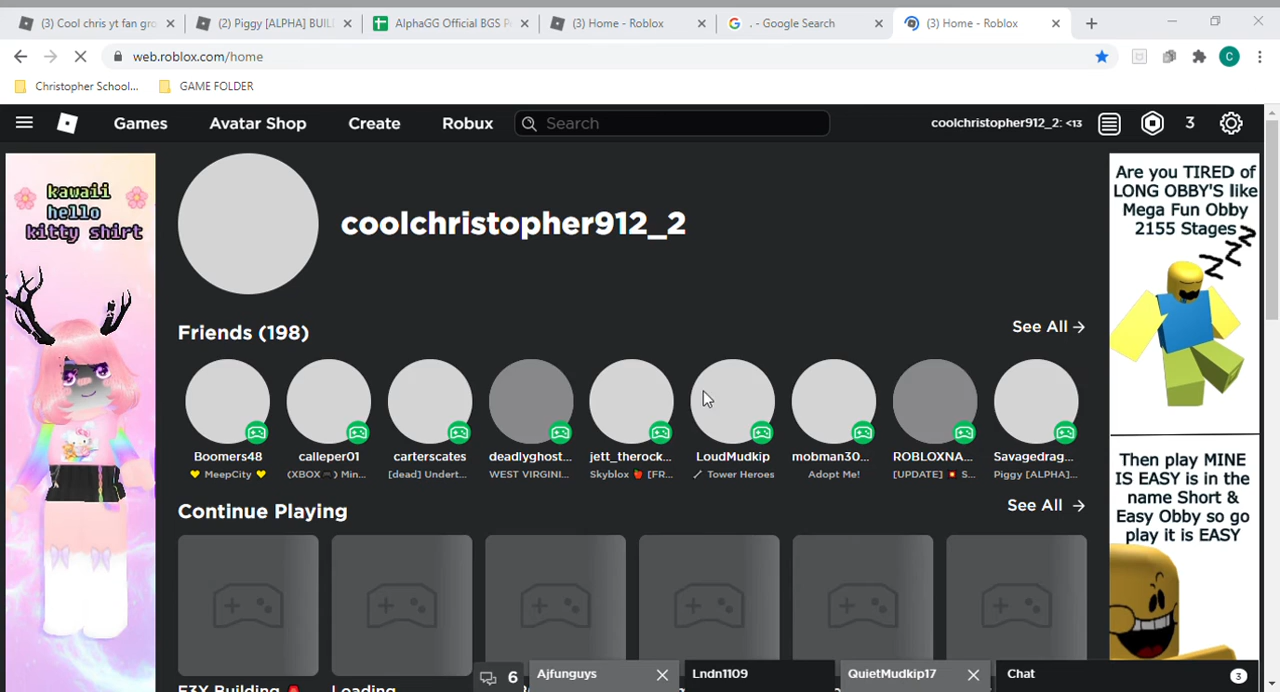 (3) Cool chris yt fan gro
(2) Piggy [ALPHA] BUIL
AlphaGG Official BGS P
(3) Home - Roblox
. - Google Search
(3) Home - Roblox
web.roblox.com/home
Christopher School...
GAME FOLDER
Games
Avatar Shop
Create
Robux
Search
coolchristopher912_2: <13
3
kawaii
hello
kitty shirt
coolchristopher912_2
Are you TIRED of
LONG OBBY'S like
Mega Fun Obby
2155 Stages
z z z
Friends (198)
See All →
Boomers48
calleper01
carterscates
deadlyghost...
jett_therock...
LoudMudkip
mobman30...
ROBLOXNA...
Savagedrag...
💛 MeepCity 💛
(XBOX🎮) Min...
[dead] Undert...
WEST VIRGINI...
Skyblox 🍎 [FR...
🗡️ Tower Heroes
Adopt Me!
[UPDATE] 💥 S...
Piggy [ALPHA]...
Then play MINE
IS EASY is in the
name Short &
Easy Obby so go
play it is EASY
Continue Playing
See All →
F3X Building 🚨
Loading
6
Ajfunguys
Lndn1109
QuietMudkip17
Chat
3